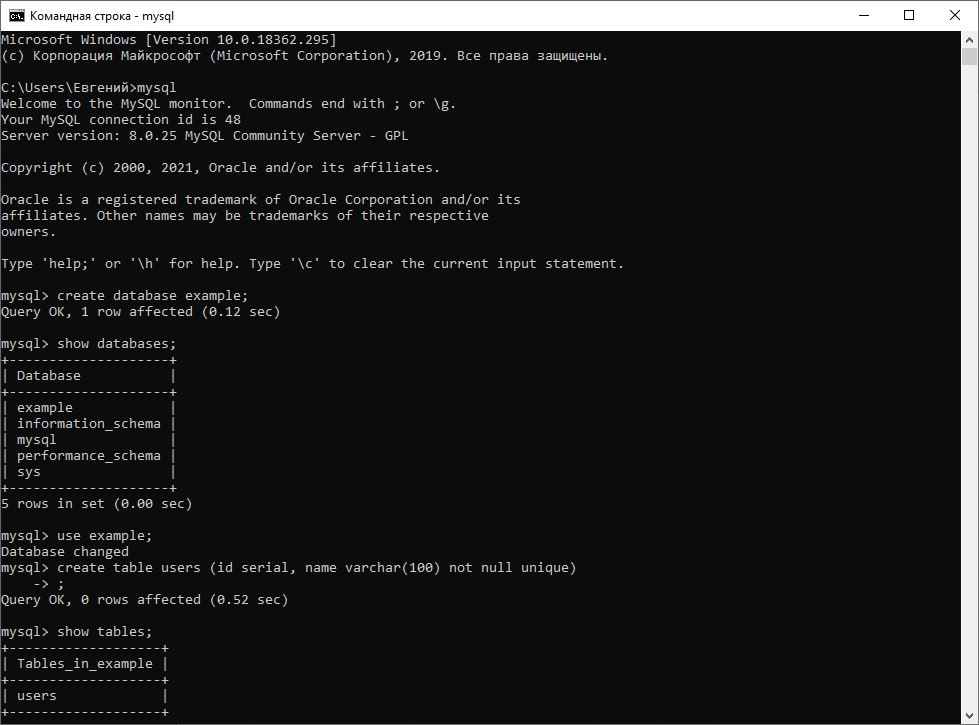 Командная строка - mysql
Microsoft Windows [Version 10.0.18362.295]
(c) Корпорация Майкрософт (Microsoft Corporation), 2019. Все права защищены.
C:\Users\Евгений>mysql
Welcome to the MySQL monitor.  Commands end with ; or \g.
Your MySQL connection id is 48
Server version: 8.0.25 MySQL Community Server - GPL
Copyright (c) 2000, 2021, Oracle and/or its affiliates.
Oracle is a registered trademark of Oracle Corporation and/or its
affiliates. Other names may be trademarks of their respective
owners.
Type 'help;' or '\h' for help. Type '\c' to clear the current input statement.
mysql> create database example;
Query OK, 1 row affected (0.12 sec)
mysql> show databases;
+--------------------+
| Database           |
+--------------------+
| example            |
| information_schema |
| mysql              |
| performance_schema |
| sys                |
+--------------------+
5 rows in set (0.00 sec)
mysql> use example;
Database changed
mysql> create table users (id serial, name varchar(100) not null unique)
    -> ;
Query OK, 0 rows affected (0.52 sec)
mysql> show tables;
+-------------------+
| Tables_in_example |
+-------------------+
| users             |
+-------------------+